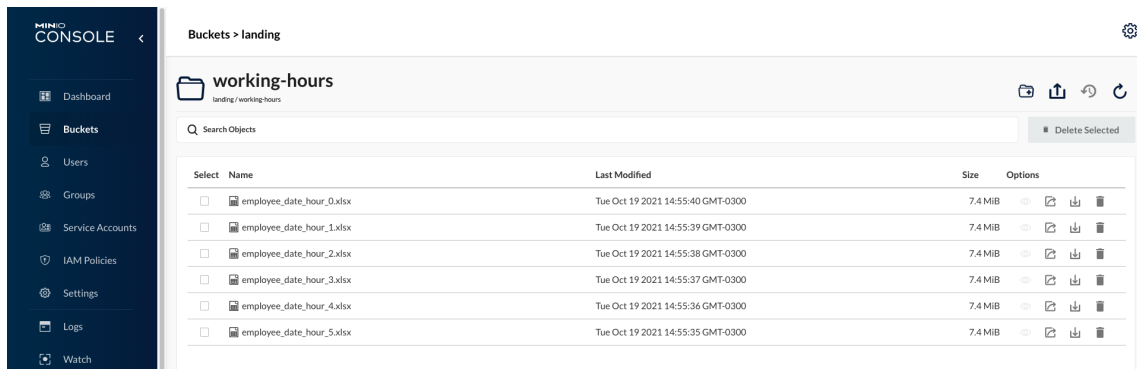 MINIO
CONSOLE
Dashboard
Buckets
Users
Groups
Service Accounts
IAM Policies
Settings
Logs
Watch
Buckets > landing
working-hours
landing / working-hours
Search Objects
Delete Selected
Select Name Last Modified Size Options
employee_date_hour_0.xlsx Tue Oct 19 2021 14:55:40 GMT-0300 7.4 MiB
employee_date_hour_1.xlsx Tue Oct 19 2021 14:55:39 GMT-0300 7.4 MiB
employee_date_hour_2.xlsx Tue Oct 19 2021 14:55:38 GMT-0300 7.4 MiB
employee_date_hour_3.xlsx Tue Oct 19 2021 14:55:37 GMT-0300 7.4 MiB
employee_date_hour_4.xlsx Tue Oct 19 2021 14:55:36 GMT-0300 7.4 MiB
employee_date_hour_5.xlsx Tue Oct 19 2021 14:55:35 GMT-0300 7.4 MiB